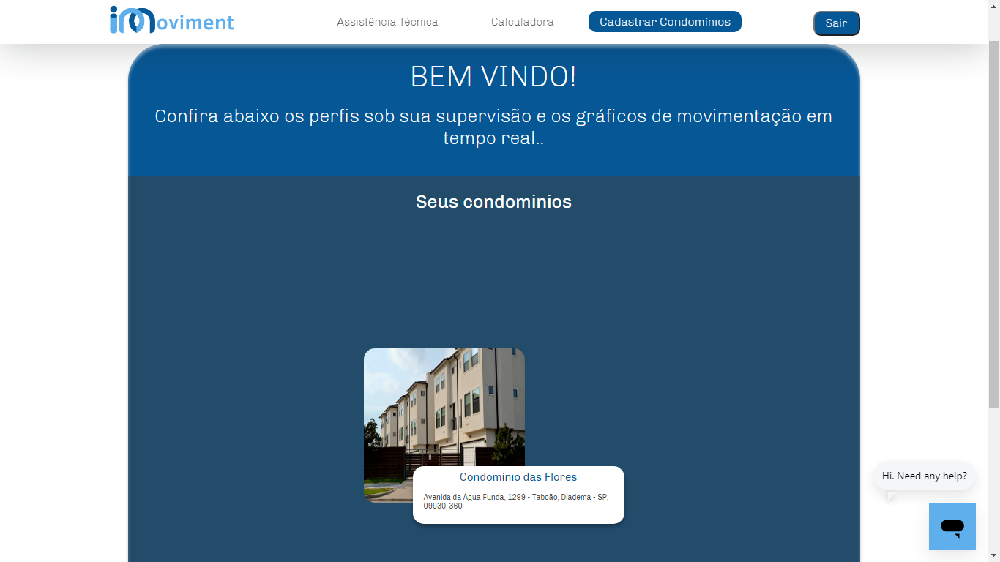 imoviment
Assistência Técnica
Calculadora
Cadastrar Condomínios
Sair
BEM VINDO!
Confira abaixo os perfis sob sua supervisão e os gráficos de movimentação em
tempo real..
Seus condominios
Condomínio das Flores
Avenida da Água Funda, 1299 - Taboão, Diadema - SP,
09930-360
Hi. Need any help?